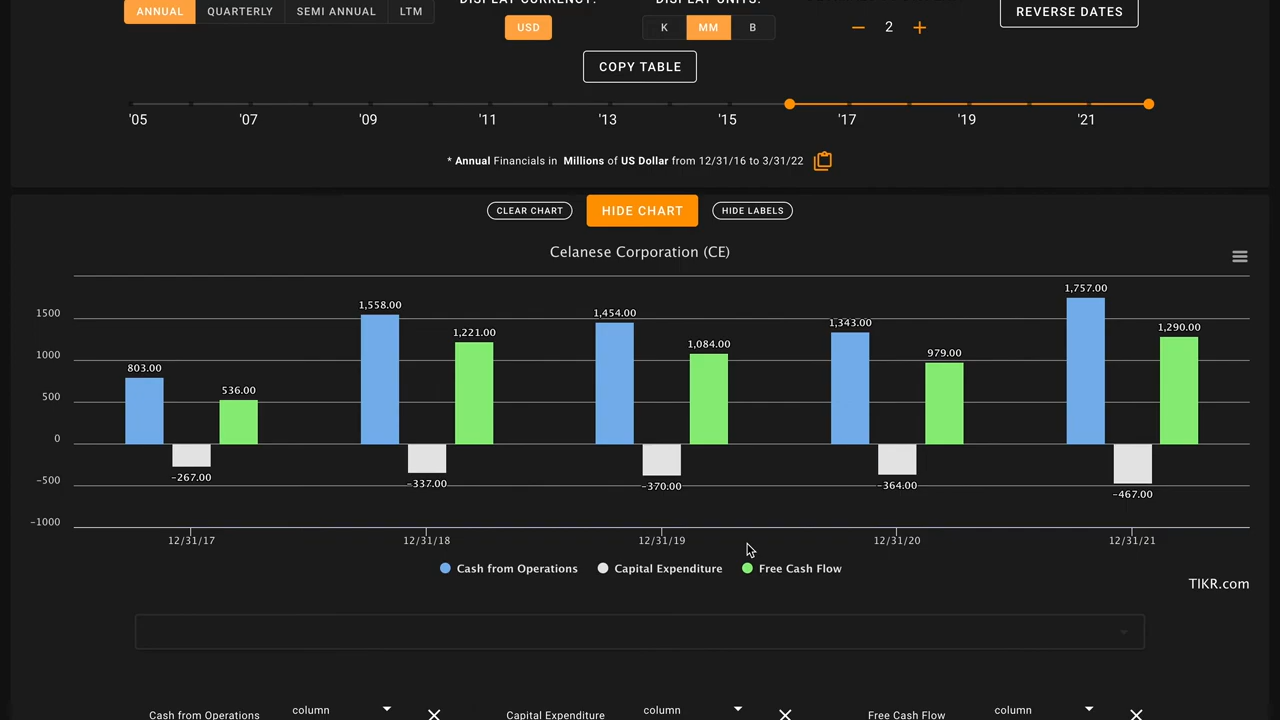 ANNUAL QUARTERLY SEMI ANNUAL LTM
USD
K MM B
2
REVERSE DATES
COPY TABLE
'05 '07 '09 '11 '13 '15 '17 '19 '21
* Annual Financials in Millions of US Dollar from 12/31/16 to 3/31/22
CLEAR CHART HIDE CHART HIDE LABELS
Celanese Corporation (CE)
1500
1000
500
0
-500
-1000
803.00 -267.00 536.00
1,558.00 -337.00 1,221.00
1,454.00 -370.00 1,084.00
1,343.00 -364.00 979.00
1,757.00 -467.00 1,290.00
12/31/17 12/31/18 12/31/19 12/31/20 12/31/21
Cash from Operations Capital Expenditure Free Cash Flow
TIKR.com
Cash from Operations column Capital Expenditure column Free Cash Flow column